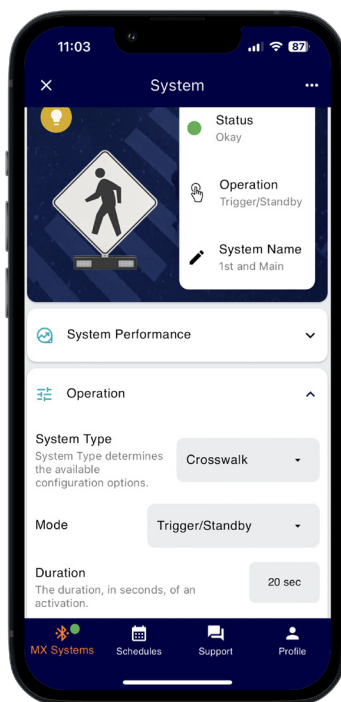 11:03
87
System
Status
Okay
Operation
Trigger/Standby
System Name
1st and Main
System Performance
Operation
System Type
System Type determines
the available
configuration options.
Crosswalk
Mode
Trigger/Standby
Duration
The duration, in seconds, of an
activation.
20 sec
MX Systems
Schedules
Support
Profile